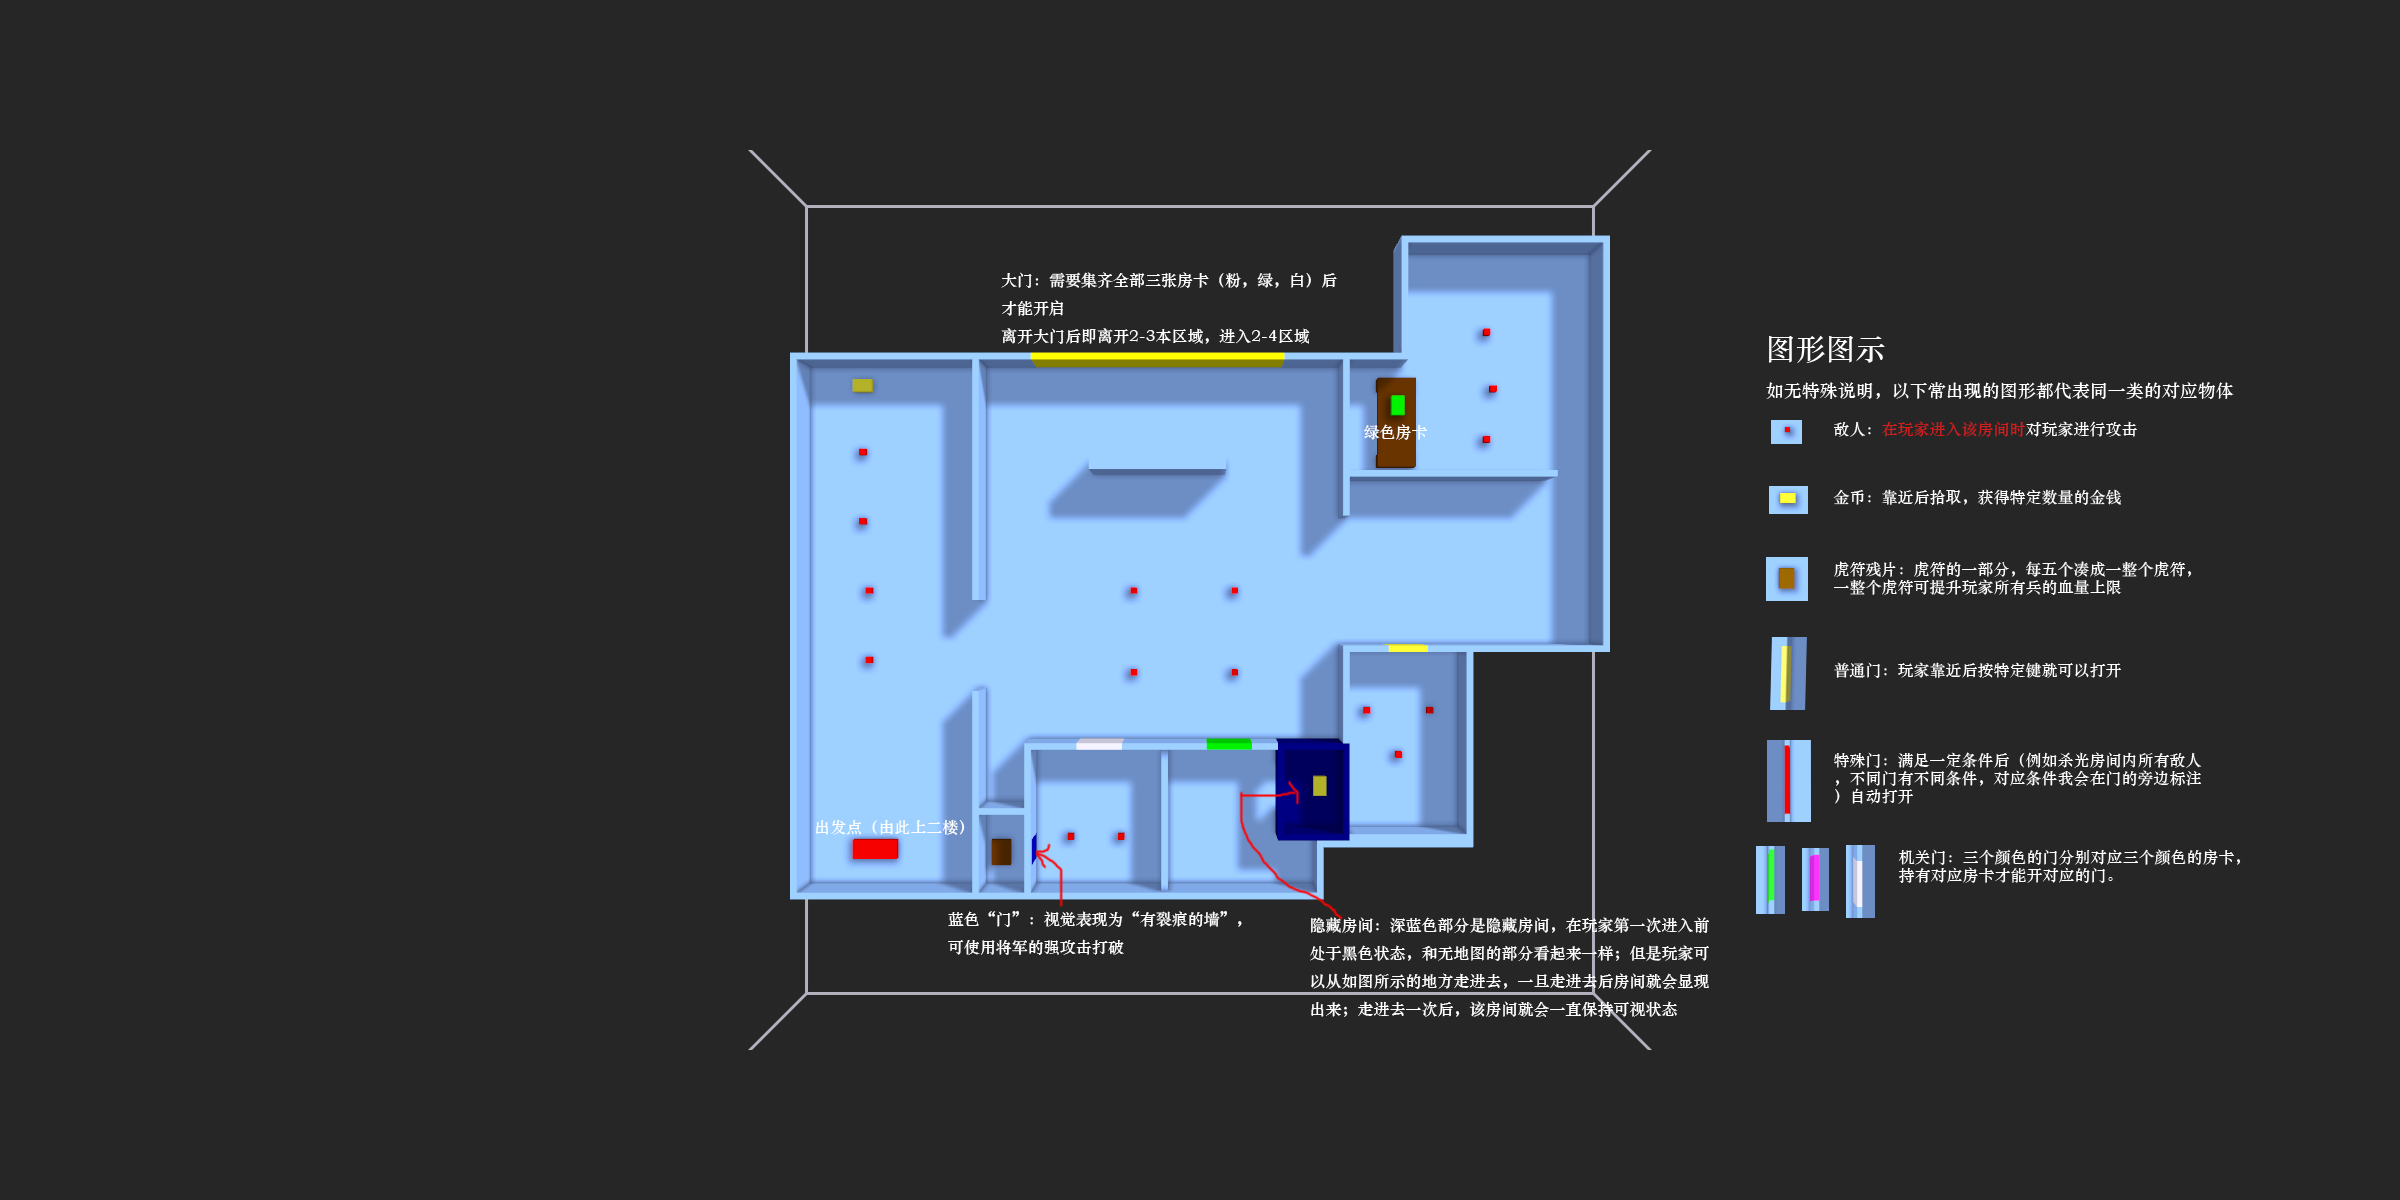 大门：需要集齐全部三张房卡（粉，绿，白）后
才能开启
离开大门后即离开2-3本区域，进入2-4区域
绿色房卡
出发点（由此上二楼）
蓝色“门”：视觉表现为“有裂痕的墙”，
可使用将军的强攻击打破
隐藏房间：深蓝色部分是隐藏房间，在玩家第一次进入前
处于黑色状态，和无地图的部分看起来一样；但是玩家可
以从如图所示的地方走进去，一旦走进去后房间就会显现
出来；走进去一次后，该房间就会一直保持可视状态
图形图示
如无特殊说明，以下常出现的图形都代表同一类的对应物体
敌人：在玩家进入该房间时对玩家进行攻击
金币：靠近后拾取，获得特定数量的金钱
虎符残片：虎符的一部分，每五个凑成一整个虎符，
一整个虎符可提升玩家所有兵的血量上限
普通门：玩家靠近后按特定键就可以打开
特殊门：满足一定条件后（例如杀光房间内所有敌人
，不同门有不同条件，对应条件我会在门的旁边标注
）自动打开
机关门：三个颜色的门分别对应三个颜色的房卡，
持有对应房卡才能开对应的门。